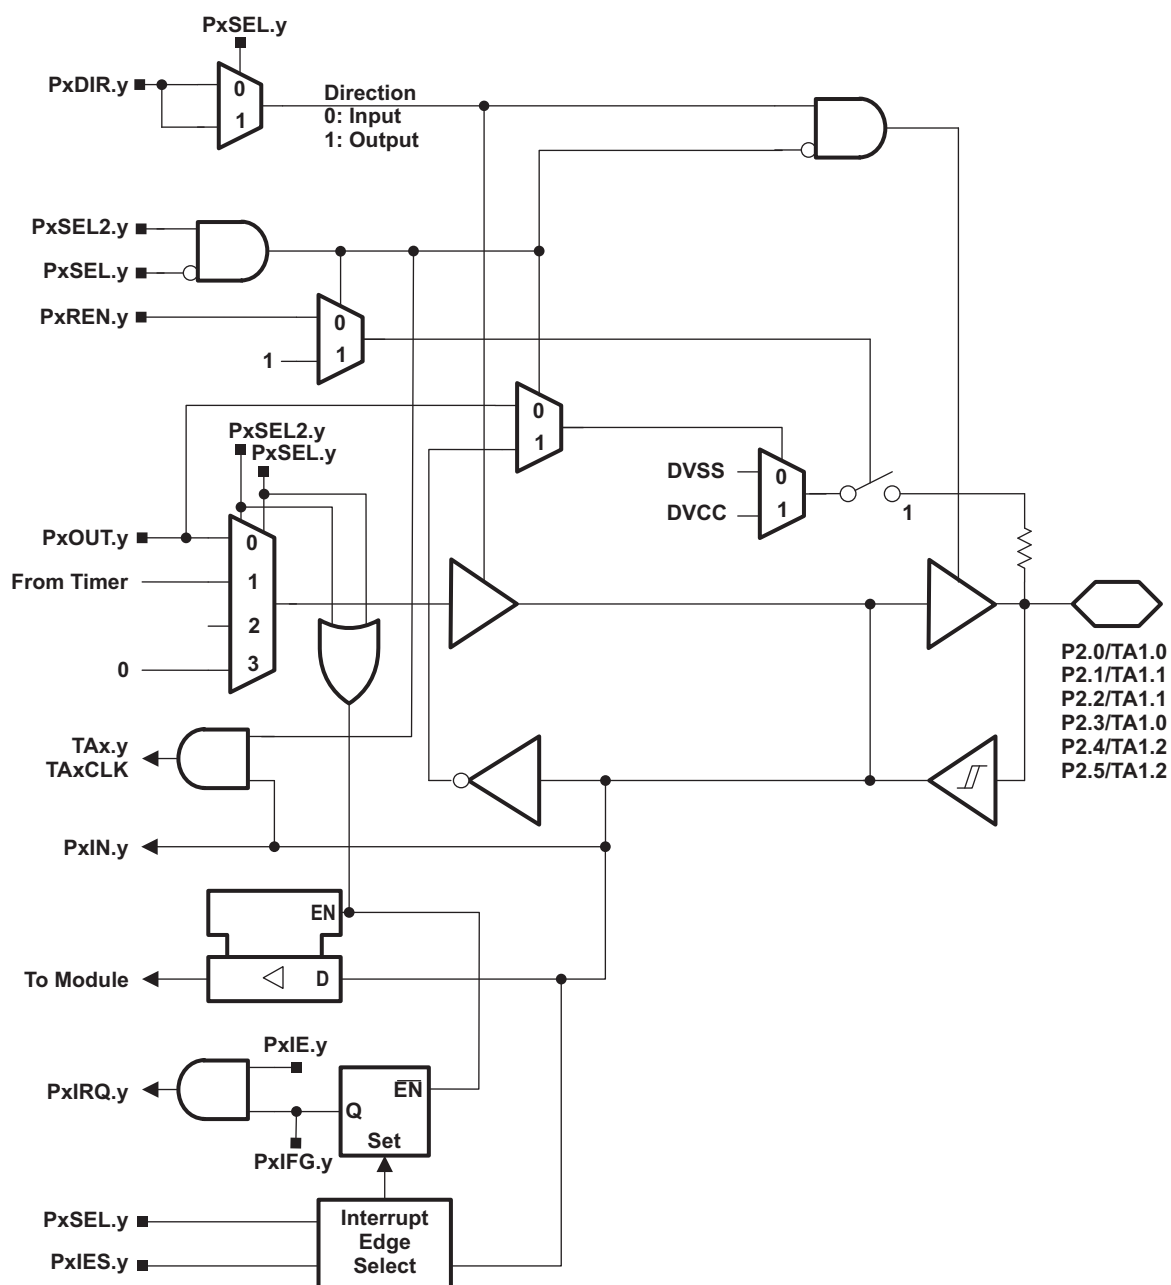 PxSEL.y
PxDIR.y
0
1
Direction
0: Input
1: Output
PxSEL2.y
PxSEL.y
PxREN.y
0
1
1
0
1
PxSEL2.y
PxSEL.y
DVSS
DVCC
0
1
1
PxOUT.y
From Timer
0
0
1
2
3
P2.0/TA1.0
P2.1/TA1.1
P2.2/TA1.1
P2.3/TA1.0
P2.4/TA1.2
P2.5/TA1.2
TAx.y
TAxCLK
PxIN.y
EN
To Module
D
PxIE.y
PxIRQ.y
EN
Q
Set
PxIFG.y
PxSEL.y
PxIES.y
Interrupt
Edge
Select